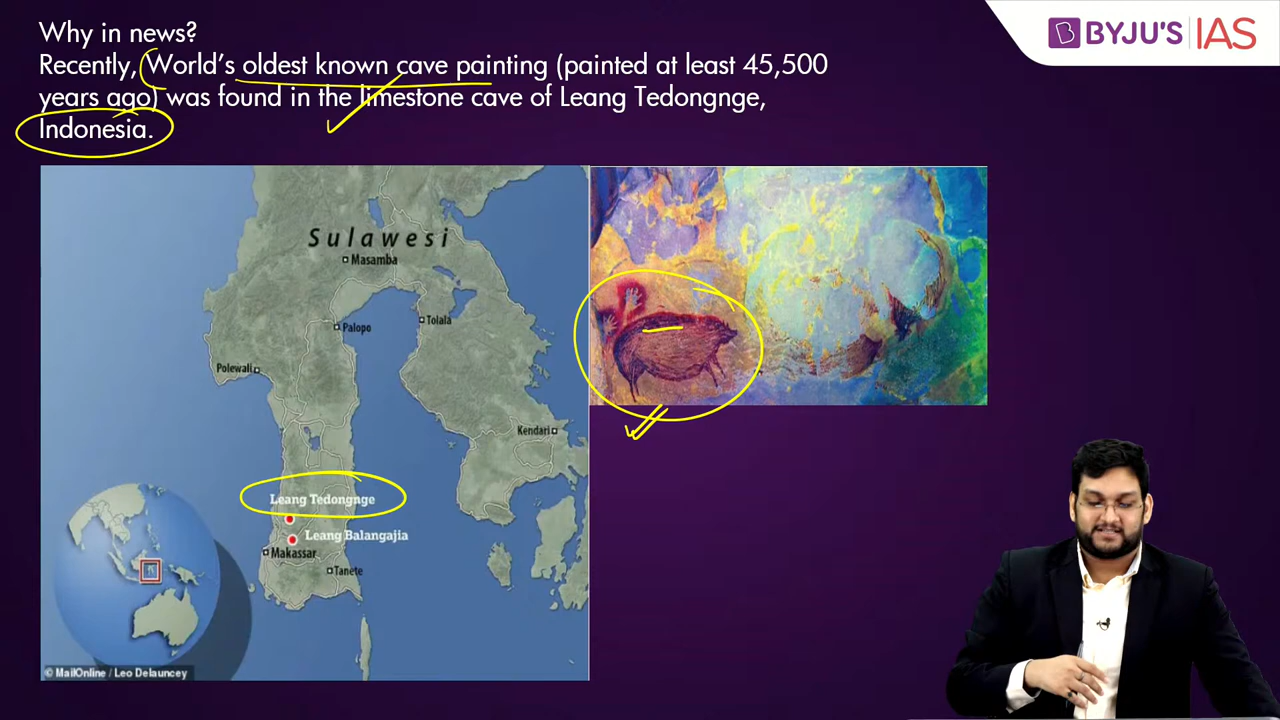 Why in news?
BYJU'S IAS
Recently, World's oldest known cave painting (painted at least 45,500
years ago) was found in the limestone cave of Leang Tedongnge,
Indonesia.
Sulawesi
Masamba
Palopo
Tolala
Polewali
Kendari
Leang Tedongnge
Leang Balangajia
Makassar
Tanete
© MailOnline / Leo Delauncey